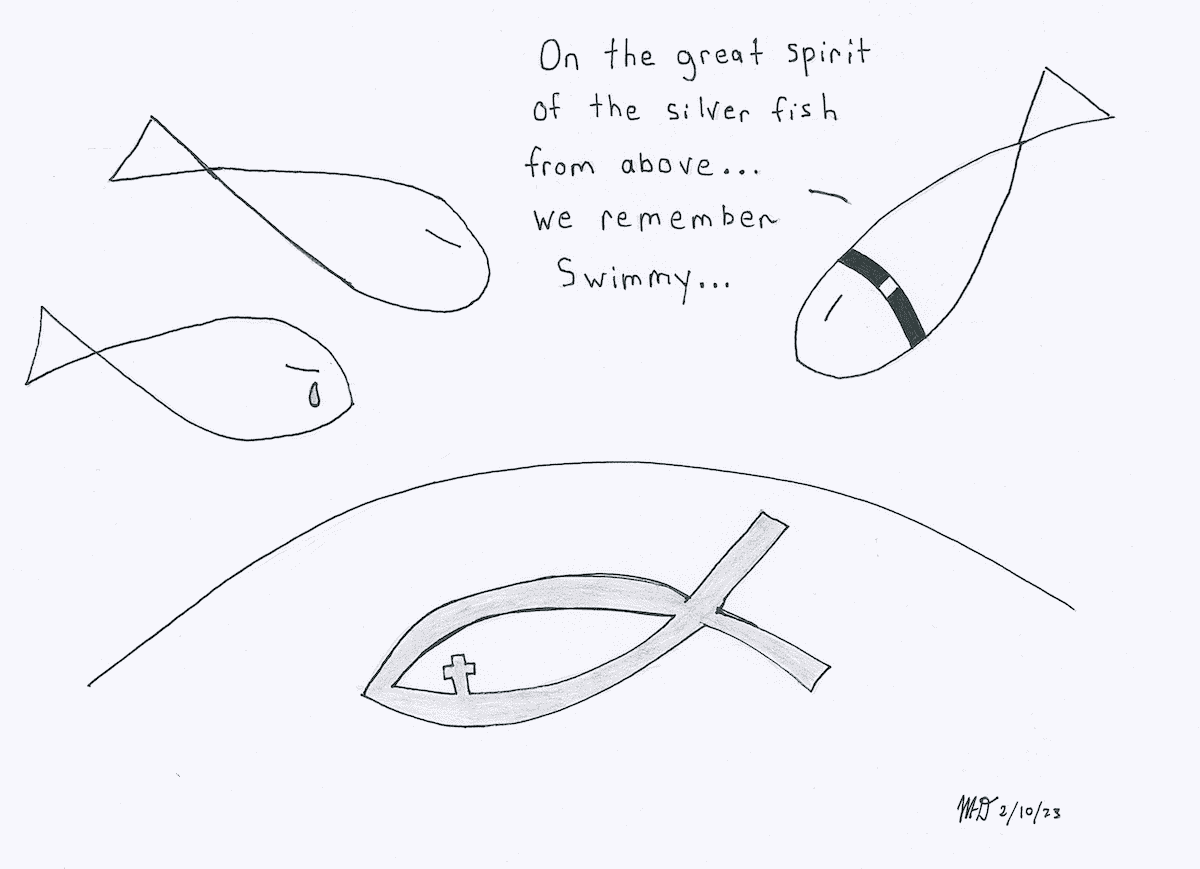 On the great spirit
of the silver fish
from above...
we remember
Swimmy...
2/10/23